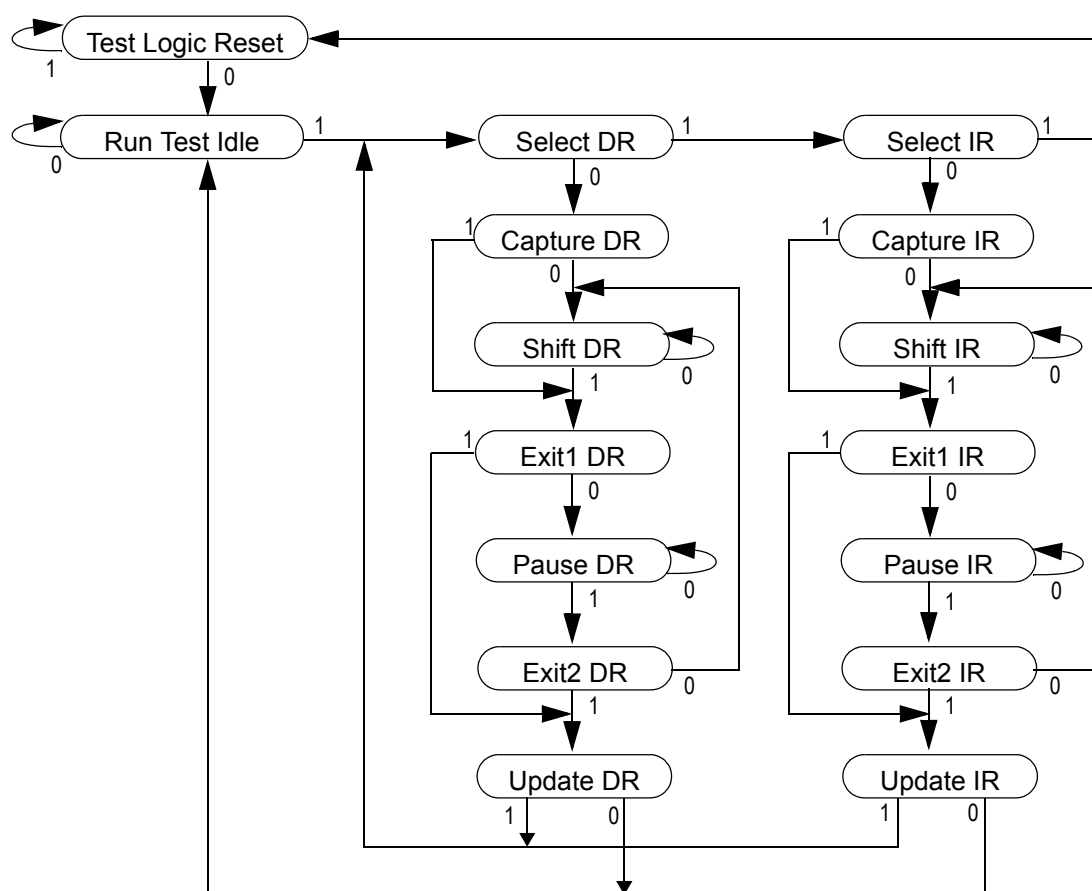 Test Logic Reset
1
0
Run Test Idle
1
0
Select DR
1
0
Select IR
1
0
Capture DR
1
0
Capture IR
1
0
Shift DR
0
1
Shift IR
0
1
Exit1 DR
1
0
Exit1 IR
1
0
Pause DR
0
1
Pause IR
0
1
Exit2 DR
0
1
Exit2 IR
0
1
Update DR
1
0
Update IR
1
0